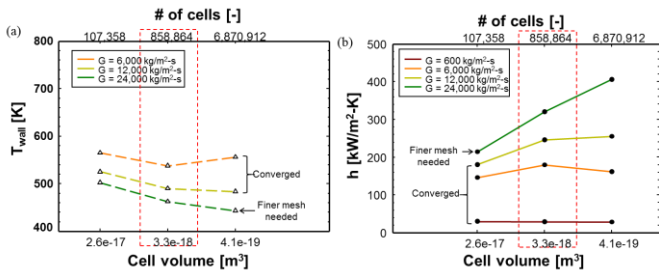 # of cells [-]
107,358 858,864 6,870,912
(a)
800
700
600
500
400
T_wall [K]
G = 6,000 kg/m²-s
G = 12,000 kg/m²-s
G = 24,000 kg/m²-s
Converged
Finer mesh
needed
2.6e-17 3.3e-18 4.1e-19
Cell volume [m³]
# of cells [-]
107,358 858,864 6,870,912
(b)
500
400
300
200
100
0
h [kW/m²-K]
G = 600 kg/m²-s
G = 6,000 kg/m²-s
G = 12,000 kg/m²-s
G = 24,000 kg/m²-s
Finer mesh
needed
Converged
2.6e-17 3.3e-18 4.1e-19
Cell volume [m³]